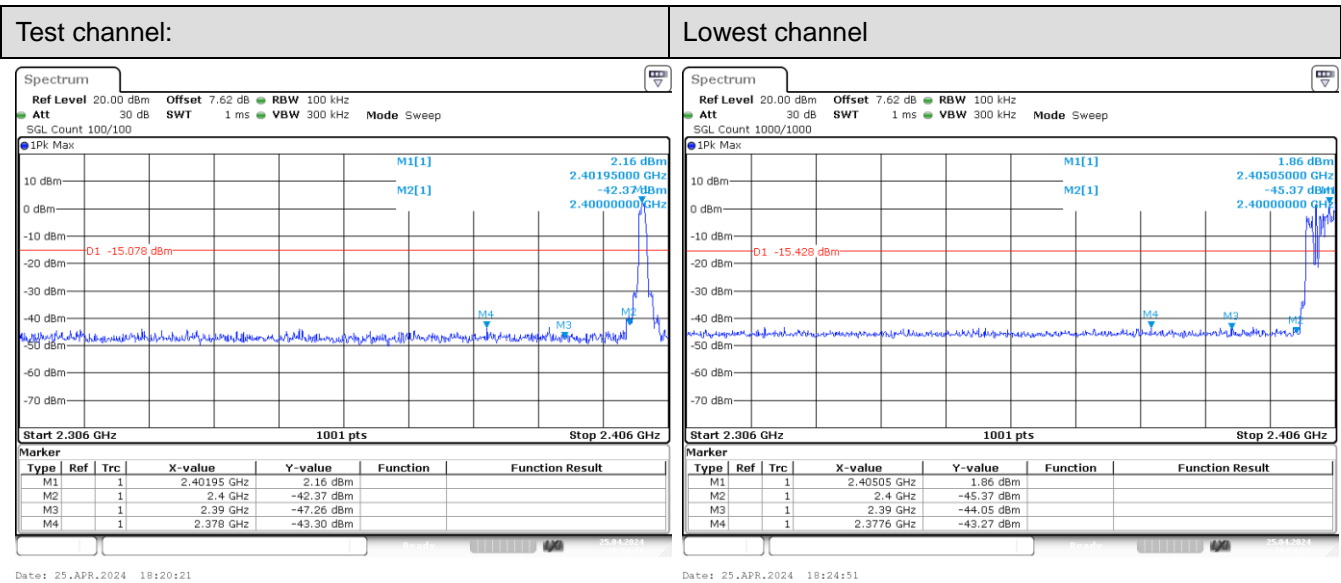 Test channel:
Lowest channel
Spectrum
Ref Level 20.00 dBm Offset 7.62 dB RBW 100 kHz
Att 30 dB SWT 1 ms VBW 300 kHz Mode Sweep
SGL Count 100/100
1Pk Max
M1[1] 2.16 dBm
2.40195000 GHz
M2[1] -42.37 dBm
2.40000000 GHz
10 dBm
0 dBm
-10 dBm
D1 -15.078 dBm
-20 dBm
-30 dBm
-40 dBm
M4
M3
M2
-50 dBm
-60 dBm
-70 dBm
Start 2.306 GHz 1001 pts Stop 2.406 GHz
Marker
Type Ref Trc X-value Y-value Function Function Result
M1 1 2.40195 GHz 2.16 dBm
M2 1 2.4 GHz -42.37 dBm
M3 1 2.39 GHz -47.26 dBm
M4 1 2.378 GHz -43.30 dBm
Ready 25.04.2024
Date: 25.APR.2024 18:20:21
Spectrum
Ref Level 20.00 dBm Offset 7.62 dB RBW 100 kHz
Att 30 dB SWT 1 ms VBW 300 kHz Mode Sweep
SGL Count 1000/1000
1Pk Max
M1[1] 1.86 dBm
2.40505000 GHz
M2[1] -45.37 dBm
2.40000000 GHz
10 dBm
0 dBm
-10 dBm
D1 -15.428 dBm
-20 dBm
-30 dBm
-40 dBm
M4
M3
M2
-50 dBm
-60 dBm
-70 dBm
Start 2.306 GHz 1001 pts Stop 2.406 GHz
Marker
Type Ref Trc X-value Y-value Function Function Result
M1 1 2.40505 GHz 1.86 dBm
M2 1 2.4 GHz -45.37 dBm
M3 1 2.39 GHz -44.05 dBm
M4 1 2.3776 GHz -43.27 dBm
Ready 25.04.2024
Date: 25.APR.2024 18:24:51